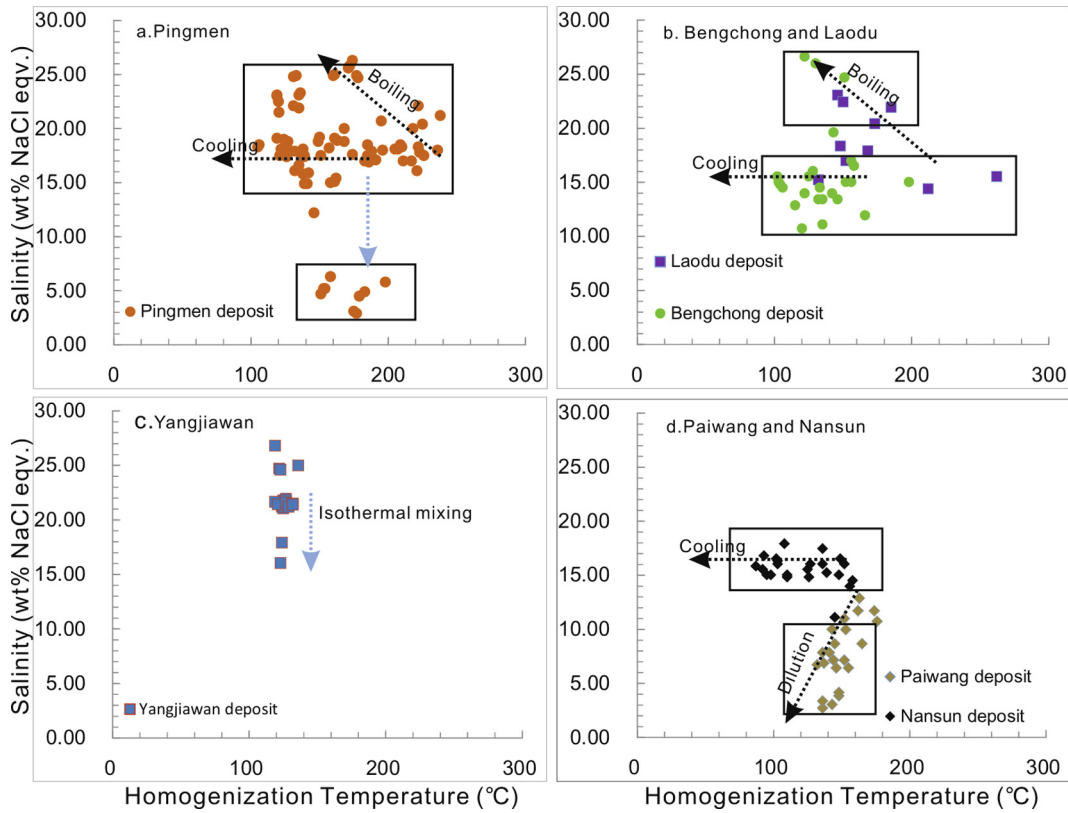 Salinity (wt% NaCl eqv.)
30.00
25.00
20.00
15.00
10.00
5.00
0.00
a.Pingmen
Boiling
Cooling
Pingmen deposit
0
100
200
300
30.00
25.00
20.00
15.00
10.00
5.00
0.00
b. Bengchong and Laodu
Boiling
Cooling
Laodu deposit
Bengchong deposit
0
100
200
300
Salinity (wt% NaCl eqv.)
30.00
25.00
20.00
15.00
10.00
5.00
0.00
c.Yangjiawan
Isothermal mixing
Yangjiawan deposit
0
100
200
300
Homogenization Temperature (°C)
30.00
25.00
20.00
15.00
10.00
5.00
0.00
d.Paiwang and Nansun
Cooling
Dilution
Paiwang deposit
Nansun deposit
0
100
200
300
Homogenization Temperature (°C)